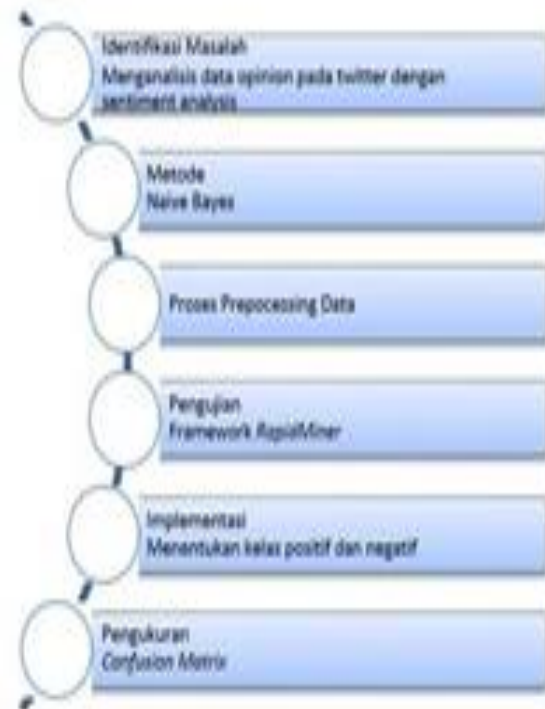 Identifikasi Masalah
Menganalisis data opinion pada twitter dengan
sentiment analysis
Metode
Naive Bayes
Proses Prepocessing Data
Pengujian
Framework RapidMiner
Implementasi
Menentukan kelas positif dan negatif
Pengukuran
Confusion Matrix